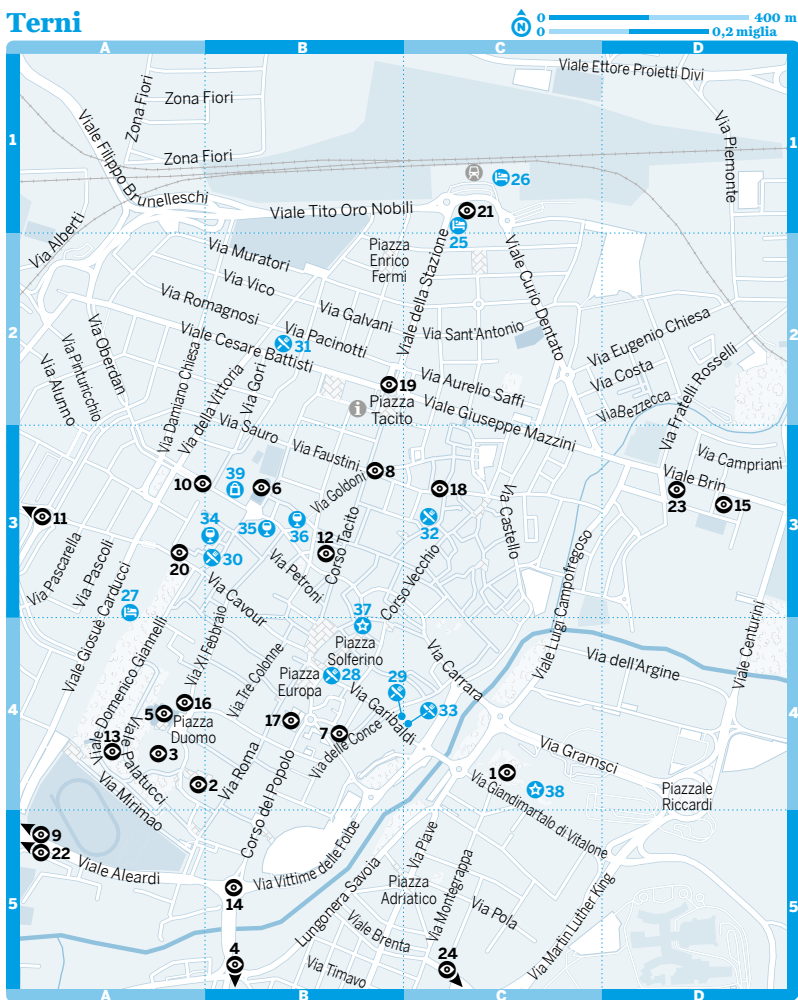 Terni
N
0 400 m
0 0,2 miglia
A B C D
Viale Ettore Proietti Divi
Zona Fiori
Zona Fiori
Viale Filippo Brunelleschi
Via Piemonte
1 1
Zona Fiori
26
Viale Tito Oro Nobili
21
25
Via Alberti
Via Muratori
Piazza
Enrico
Fermi
Viale della Stazione
Viale Curio Dentato
Via Vico
Via Romagnosi
Via Galvani
Via Pacinotti
Via Sant'Antonio
Via Eugenio Chiesa
2 2
Via Oberdan
Viale Cesare Battisti
31
Via Pinturicchio
Via Alunno
Via Damiano Chiesa
Via della Vittoria
Via Gori
19
Via Aurelio Saffi
Via Costa
Via Fratelli Rosselli
Piazza
Tacito
Viale Giuseppe Mazzini
Via Bezzecca
Via Sauro
Via Faustini
Via Campriani
Viale Brin
39
10
6
Via Goldoni
8
18
23
15
11
34
35
36
12
32
Via Castello
3 3
20
30
Via Petroni
Corso Tacito
Corso Vecchio
Via Pascarella
Via Pascoli
Viale Giosuè Carducci
27
Via Cavour
37
Viale Luigi Campofregoso
Viale Domenico Giannelli
Via XI Febbraio
Via Tre Colonne
Piazza
Solferino
Via Carrara
Via dell'Argine
Viale Centurini
Piazza
Europa
28
29
Via Garibaldi
33
16
5
Piazza
Duomo
17
7
Via delle Conce
4 4
13
3
Viale Palatucci
Via Gramsci
2
Via Roma
1
38
Via Mirimao
Corso del Popolo
Via Giandimartalo di Vitalone
Piazzale
Riccardi
9
22
Viale Aleardi
Via Vittime delle Foibe
Via Piave
14
Lungonera Savoia
Piazza
Adriatico
Via Montegrappa
Via Pola
Via Martin Luther King
5 5
Viale Brenta
4
Via Timavo
24
A B C D